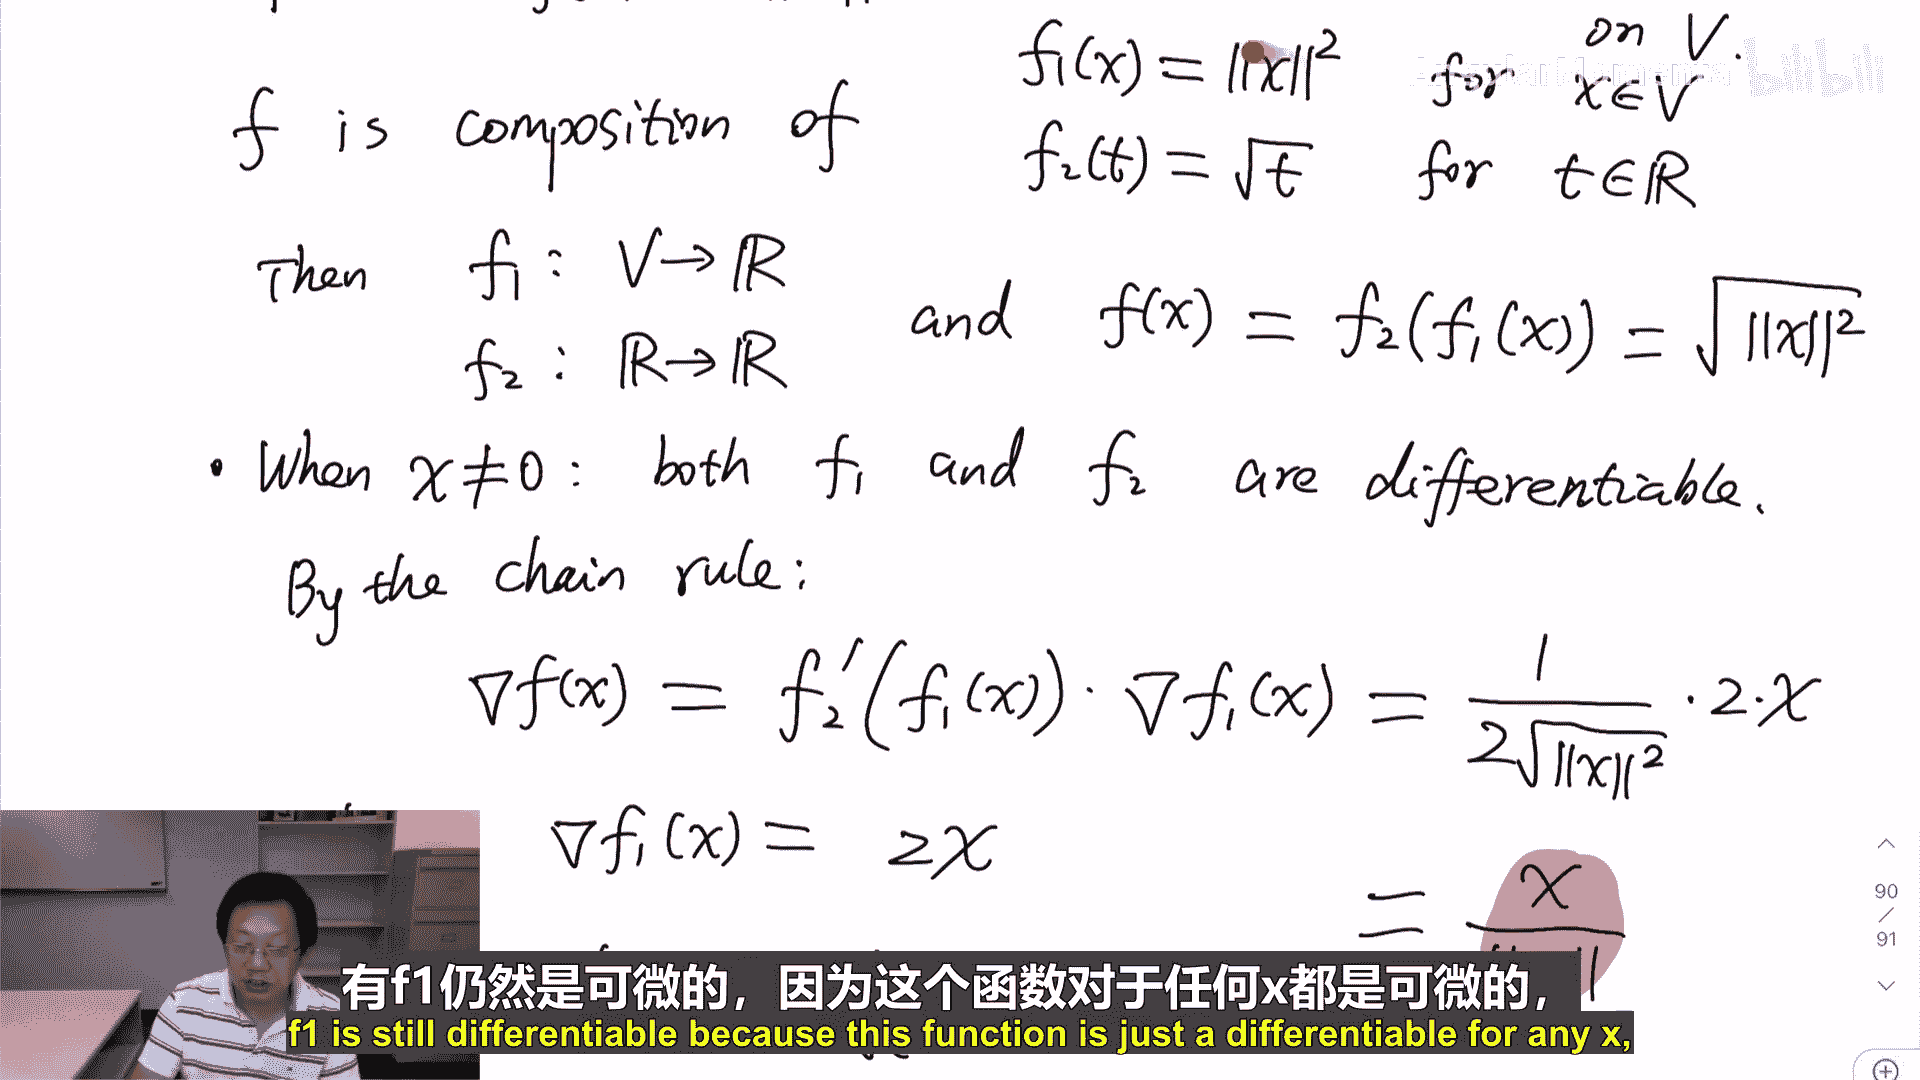 on V.
f₁(x) = ||x||² for x∈V
f is composition of
f₂(t) = √t for t∈ℝ
Then f₁ : V→ℝ
and f(x) = f₂(f₁(x)) = √||x||²
f₂ : ℝ→ℝ
• When x≠0 : both f₁ and f₂ are differentiable.
By the chain rule:
∇f(x) = f₂′(f₁(x)) · ∇f₁(x) = 1/(2√||x||²) · 2·x
∇f₁(x) = 2x
= x
bilibili
90
/
91
有f1仍然是可微的，因为这个函数对于任何x都是可微的，
f1 is still differentiable because this function is just a differentiable for any x,